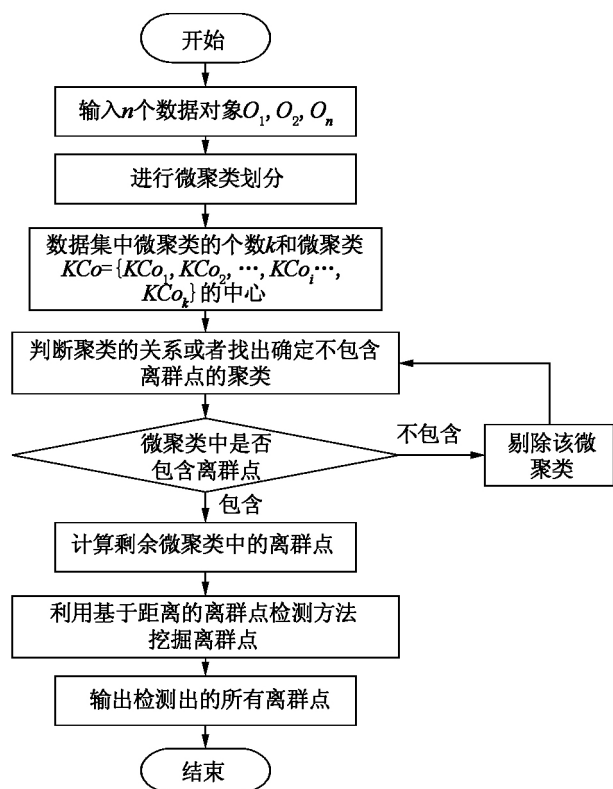 开始
输入n个数据对象O₁, O₂, Oₙ
进行微聚类划分
数据集中微聚类的个数k和微聚类
KCo={KCo₁, KCo₂, …, KCoᵢ…,
KCoₖ}的中心
判断聚类的关系或者找出确定不包含
离群点的聚类
微聚类中是否
包含离群点
不包含
剔除该微
聚类
包含
计算剩余微聚类中的离群点
利用基于距离的离群点检测方法
挖掘离群点
输出检测出的所有离群点
结束